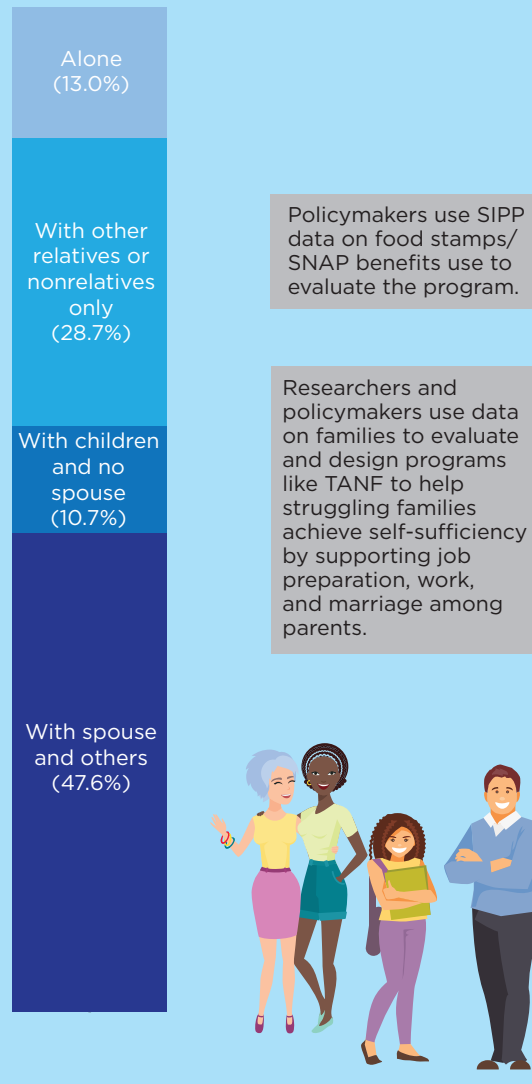 Alone
(13.0%)
With other
relatives or
nonrelatives
only
(28.7%)
With children
and no
spouse
(10.7%)
With spouse
and others
(47.6%)
Policymakers use SIPP
data on food stamps/
SNAP benefits use to
evaluate the program.
Researchers and
policymakers use data
on families to evaluate
and design programs
like TANF to help
struggling families
achieve self-sufficiency
by supporting job
preparation, work,
and marriage among
parents.